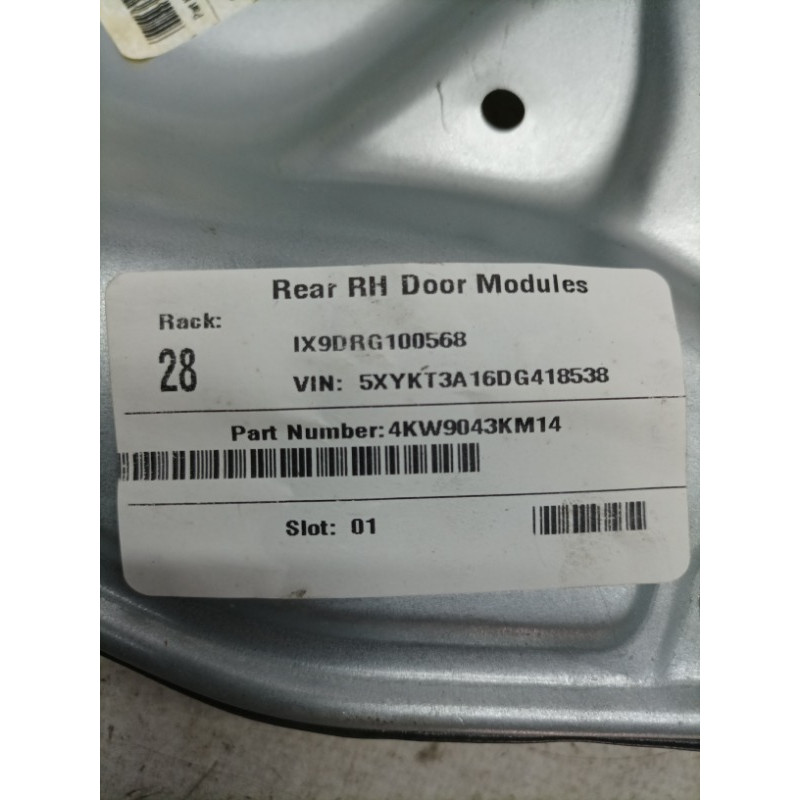 Rear RH Door Modules
Rack:
28
IX9DRG100568
VIN: 5XYKT3A16DG418538
Part Number:4KW9043KM14
Slot: 01